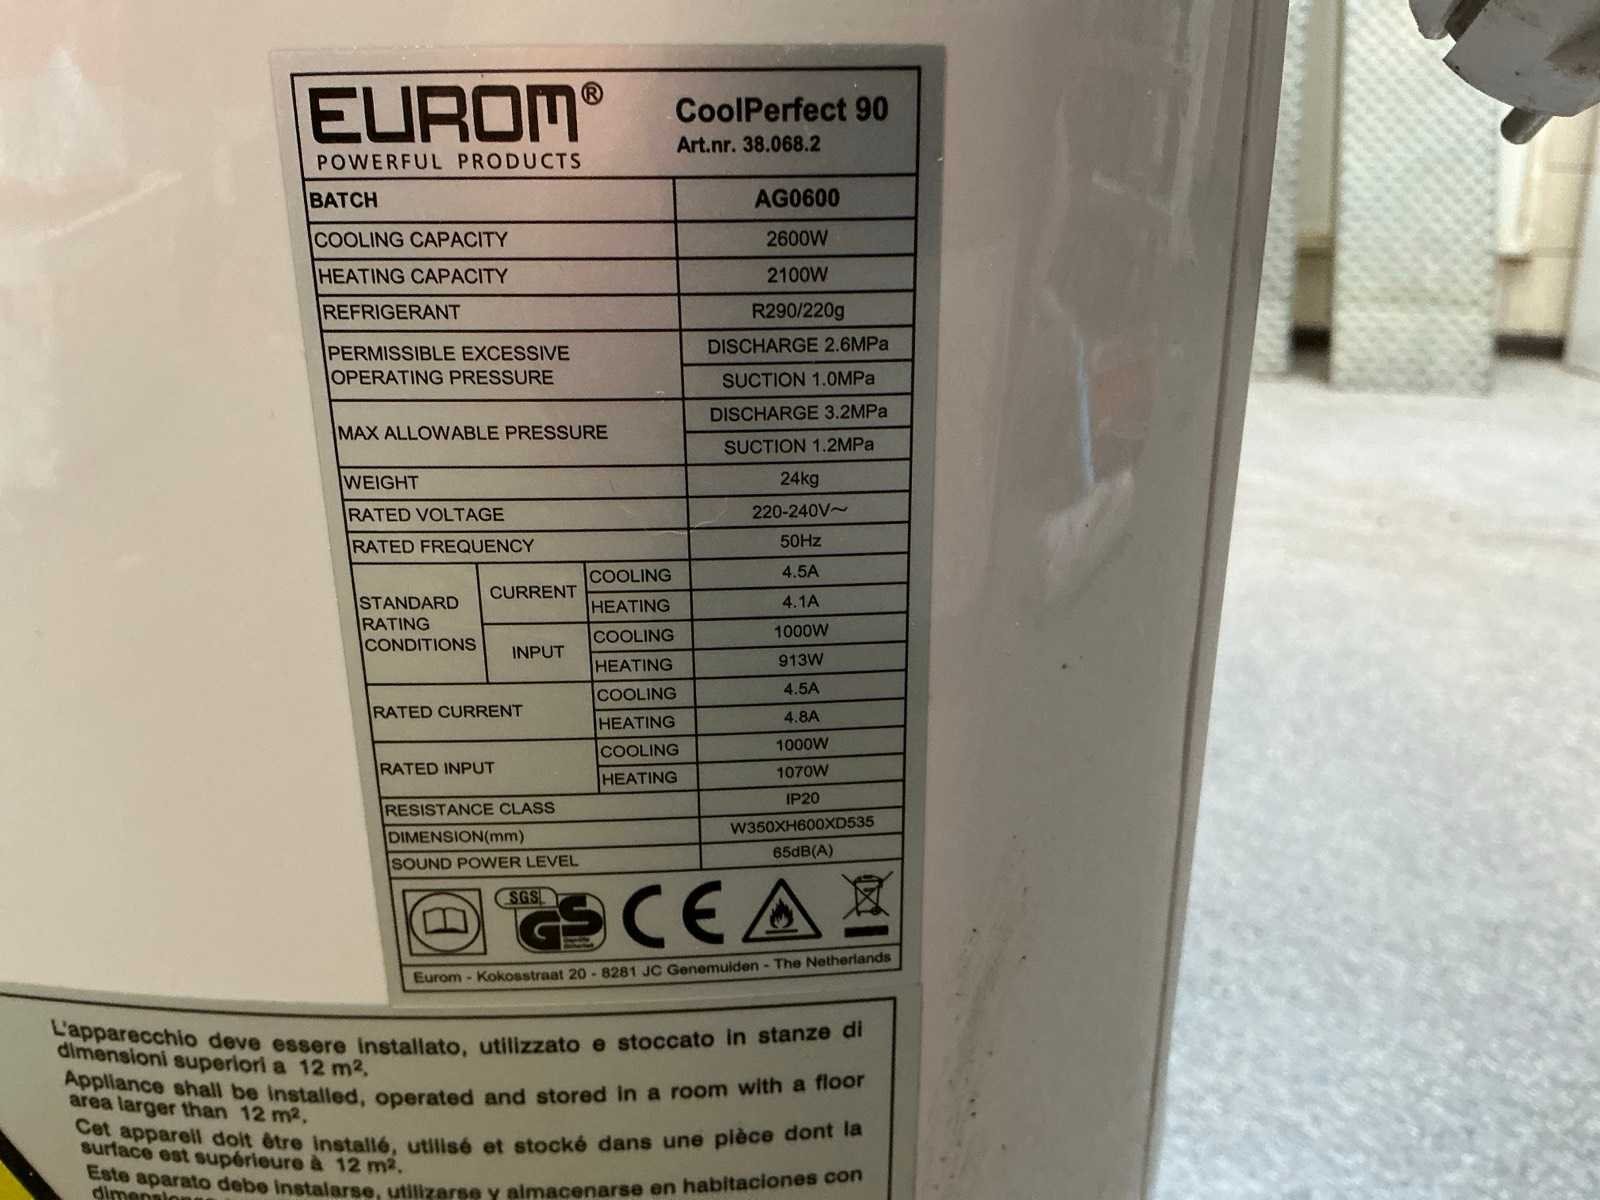 EUROM®
POWERFUL PRODUCTS
CoolPerfect 90
Art.nr. 38.068.2
BATCH AG0600
COOLING CAPACITY 2600W
HEATING CAPACITY 2100W
REFRIGERANT R290/220g
PERMISSIBLE EXCESSIVE
OPERATING PRESSURE
DISCHARGE 2.6MPa
SUCTION 1.0MPa
MAX ALLOWABLE PRESSURE
DISCHARGE 3.2MPa
SUCTION 1.2MPa
WEIGHT 24kg
RATED VOLTAGE 220-240V~
RATED FREQUENCY 50Hz
STANDARD
RATING
CONDITIONS
CURRENT
COOLING 4.5A
HEATING 4.1A
INPUT
COOLING 1000W
HEATING 913W
RATED CURRENT
COOLING 4.5A
HEATING 4.8A
RATED INPUT
COOLING 1000W
HEATING 1070W
RESISTANCE CLASS IP20
DIMENSION(mm) W350XH600XD535
SOUND POWER LEVEL 65dB(A)
SGS
GS
CE
Eurom - Kokosstraat 20 - 8281 JC Genemuiden - The Netherlands
L'apparecchio deve essere installato, utilizzato e stoccato in stanze di
dimensioni superiori a 12 m².
Appliance shall be installed, operated and stored in a room with a floor
area larger than 12 m².
Cet appareil doit être installé, utilisé et stocké dans une pièce dont la
surface est supérieure à 12 m².
Este aparato debe instalarse, utilizarse y almacenarse en habitaciones con